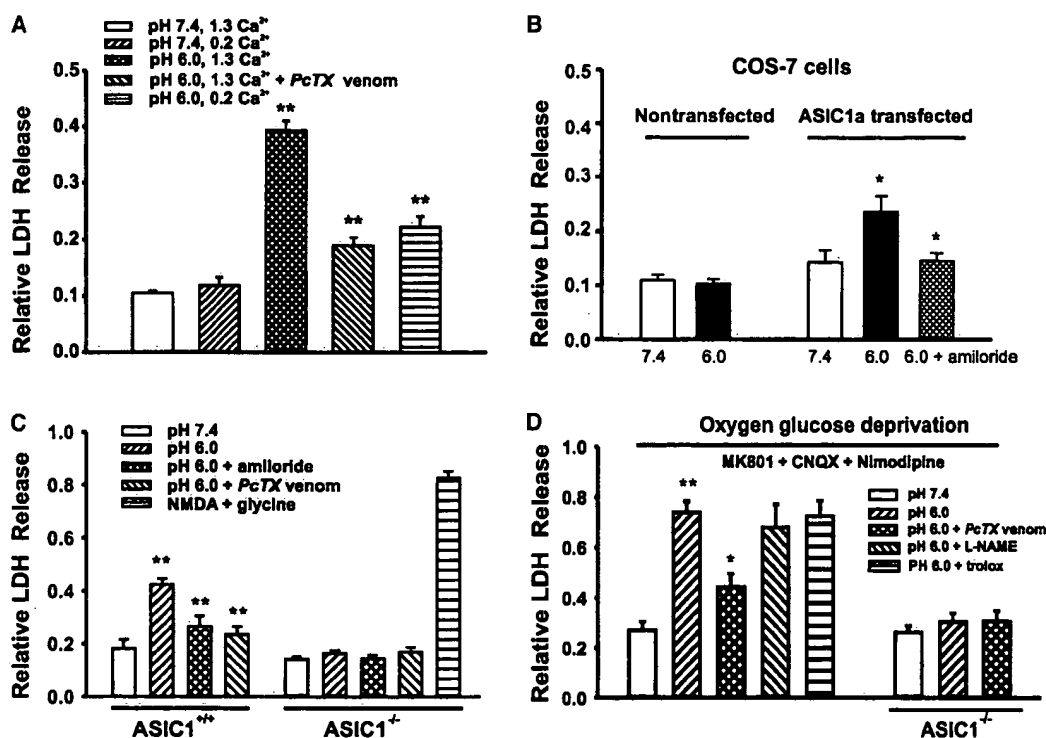 A
pH 7.4, 1.3 Ca²⁺
pH 7.4, 0.2 Ca²⁺
pH 6.0, 1.3 Ca²⁺
pH 6.0, 1.3 Ca²⁺ + PcTX venom
pH 6.0, 0.2 Ca²⁺
Relative LDH Release
0.5
0.4
0.3
0.2
0.1
0.0
**
**
**
B
COS-7 cells
Nontransfected
ASIC1a transfected
Relative LDH Release
0.5
0.4
0.3
0.2
0.1
0.0
*
*
7.4 6.0 7.4 6.0 6.0 + amiloride
C
pH 7.4
pH 6.0
pH 6.0 + amiloride
pH 6.0 + PcTX venom
NMDA + glycine
Relative LDH Release
1.0
0.8
0.6
0.4
0.2
0.0
**
**
**
ASIC1⁺/⁺ ASIC1⁻/⁻
D
Oxygen glucose deprivation
MK801 + CNQX + Nimodipine
pH 7.4
pH 6.0
pH 6.0 + PcTX venom
pH 6.0 + L-NAME
PH 6.0 + trolox
Relative LDH Release
1.0
0.8
0.6
0.4
0.2
0.0
**
*
ASIC1⁻/⁻